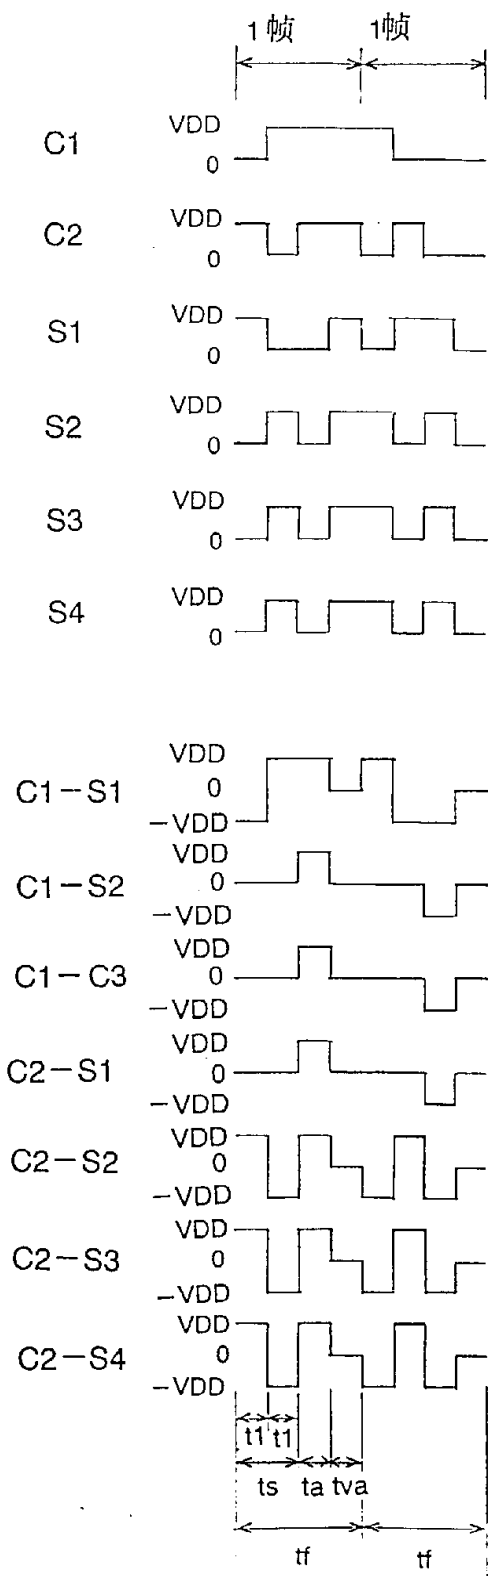 1 帧 1帧
C1 VDD 0
C2 VDD 0
S1 VDD 0
S2 VDD 0
S3 VDD 0
S4 VDD 0
C1-S1 VDD 0 -VDD
C1-S2 VDD 0 -VDD
C1-C3 VDD 0 -VDD
C2-S1 VDD 0 -VDD
C2-S2 VDD 0 -VDD
C2-S3 VDD 0 -VDD
C2-S4 VDD 0 -VDD
t1 t1
ts ta tva
tf tf